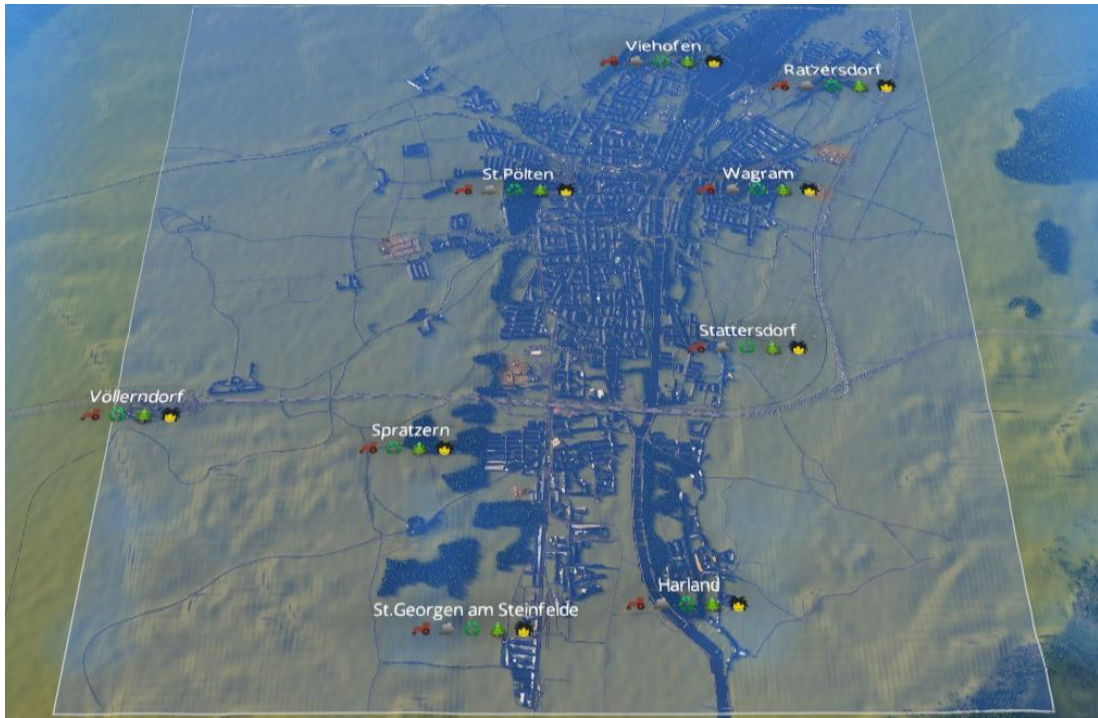 Viehofen
Ratzersdorf
St.Pölten
Wagram
Stattersdorf
Völlerndorf
Spratzern
Harland
St.Georgen am Steinfelde